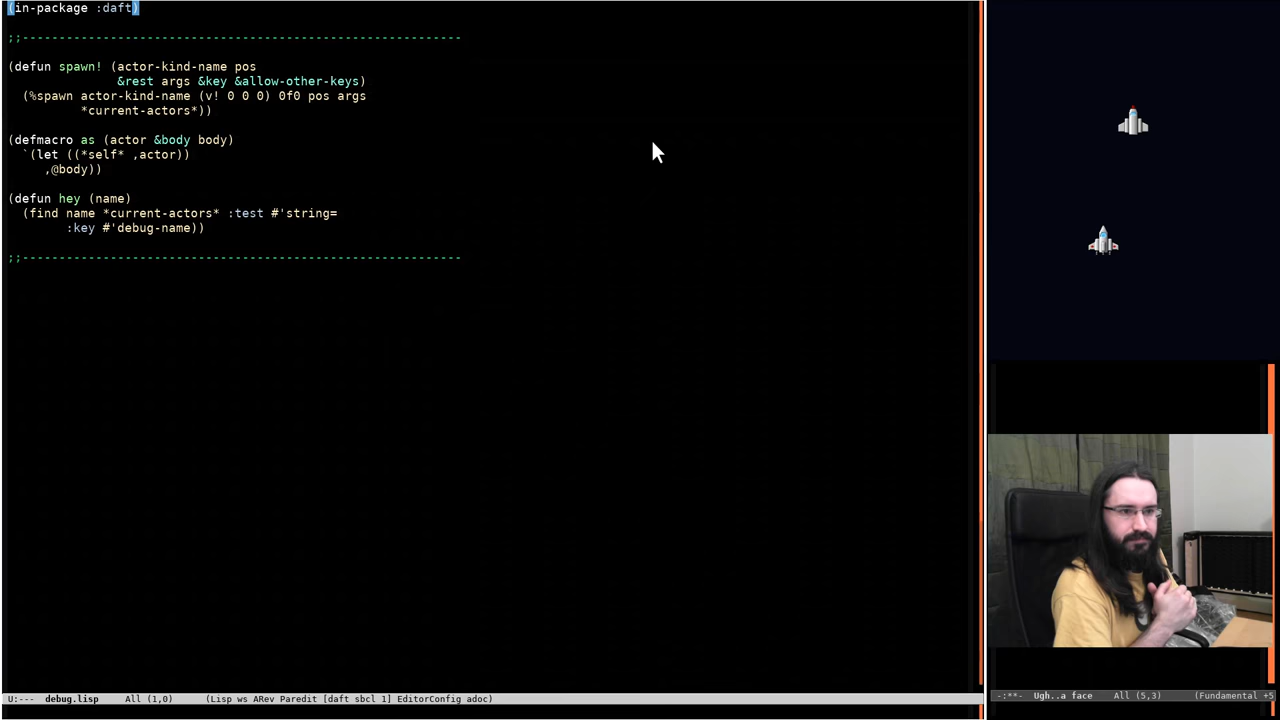 (in-package :daft)
;;------------------------------------------------------------
(defun spawn! (actor-kind-name pos
&rest args &key &allow-other-keys)
(%spawn actor-kind-name (v! 0 0 0) 0f0 pos args
*current-actors*))
(defmacro as (actor &body body)
`(let ((*self* ,actor))
,@body))
(defun hey (name)
(find name *current-actors* :test #'string=
:key #'debug-name))
;;------------------------------------------------------------
U:--- debug.lisp All (1,0) (Lisp ws ARev Paredit [daft sbcl 1] EditorConfig adoc)
-:**- Ugh..a face All (5,3) (Fundamental +5